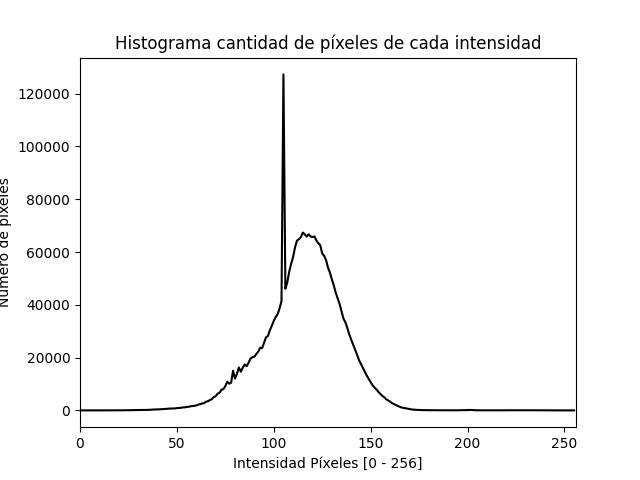 Histograma cantidad de píxeles de cada intensidad
120000
100000
80000
60000
40000
20000
0
Número de píxeles
0 50 100 150 200 250
Intensidad Píxeles [0 - 256]